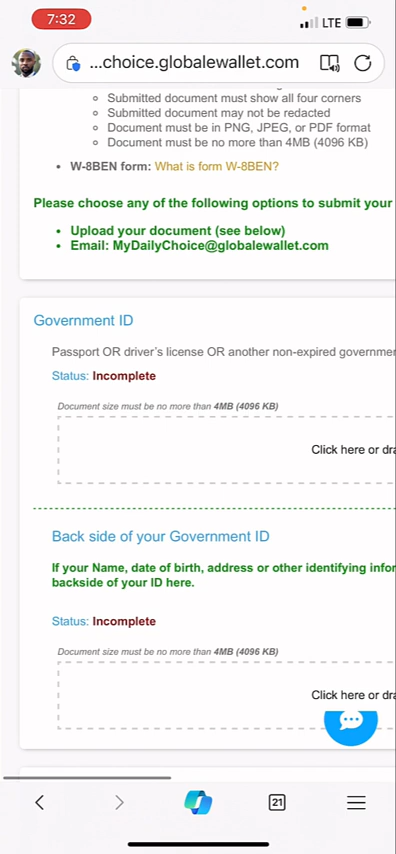 7:32
LTE
...choice.globalewallet.com
Submitted document must show all four corners
Submitted document may not be redacted
Document must be in PNG, JPEG, or PDF format
Document must be no more than 4MB (4096 KB)
W-8BEN form: What is form W-8BEN?
Please choose any of the following options to submit your
Upload your document (see below)
Email: MyDailyChoice@globalewallet.com
Government ID
Passport OR driver's license OR another non-expired governme
Status: Incomplete
Document size must be no more than 4MB (4096 KB)
Click here or dra
Back side of your Government ID
If your Name, date of birth, address or other identifying infor
backside of your ID here.
Status: Incomplete
Document size must be no more than 4MB (4096 KB)
Click here or dra
21